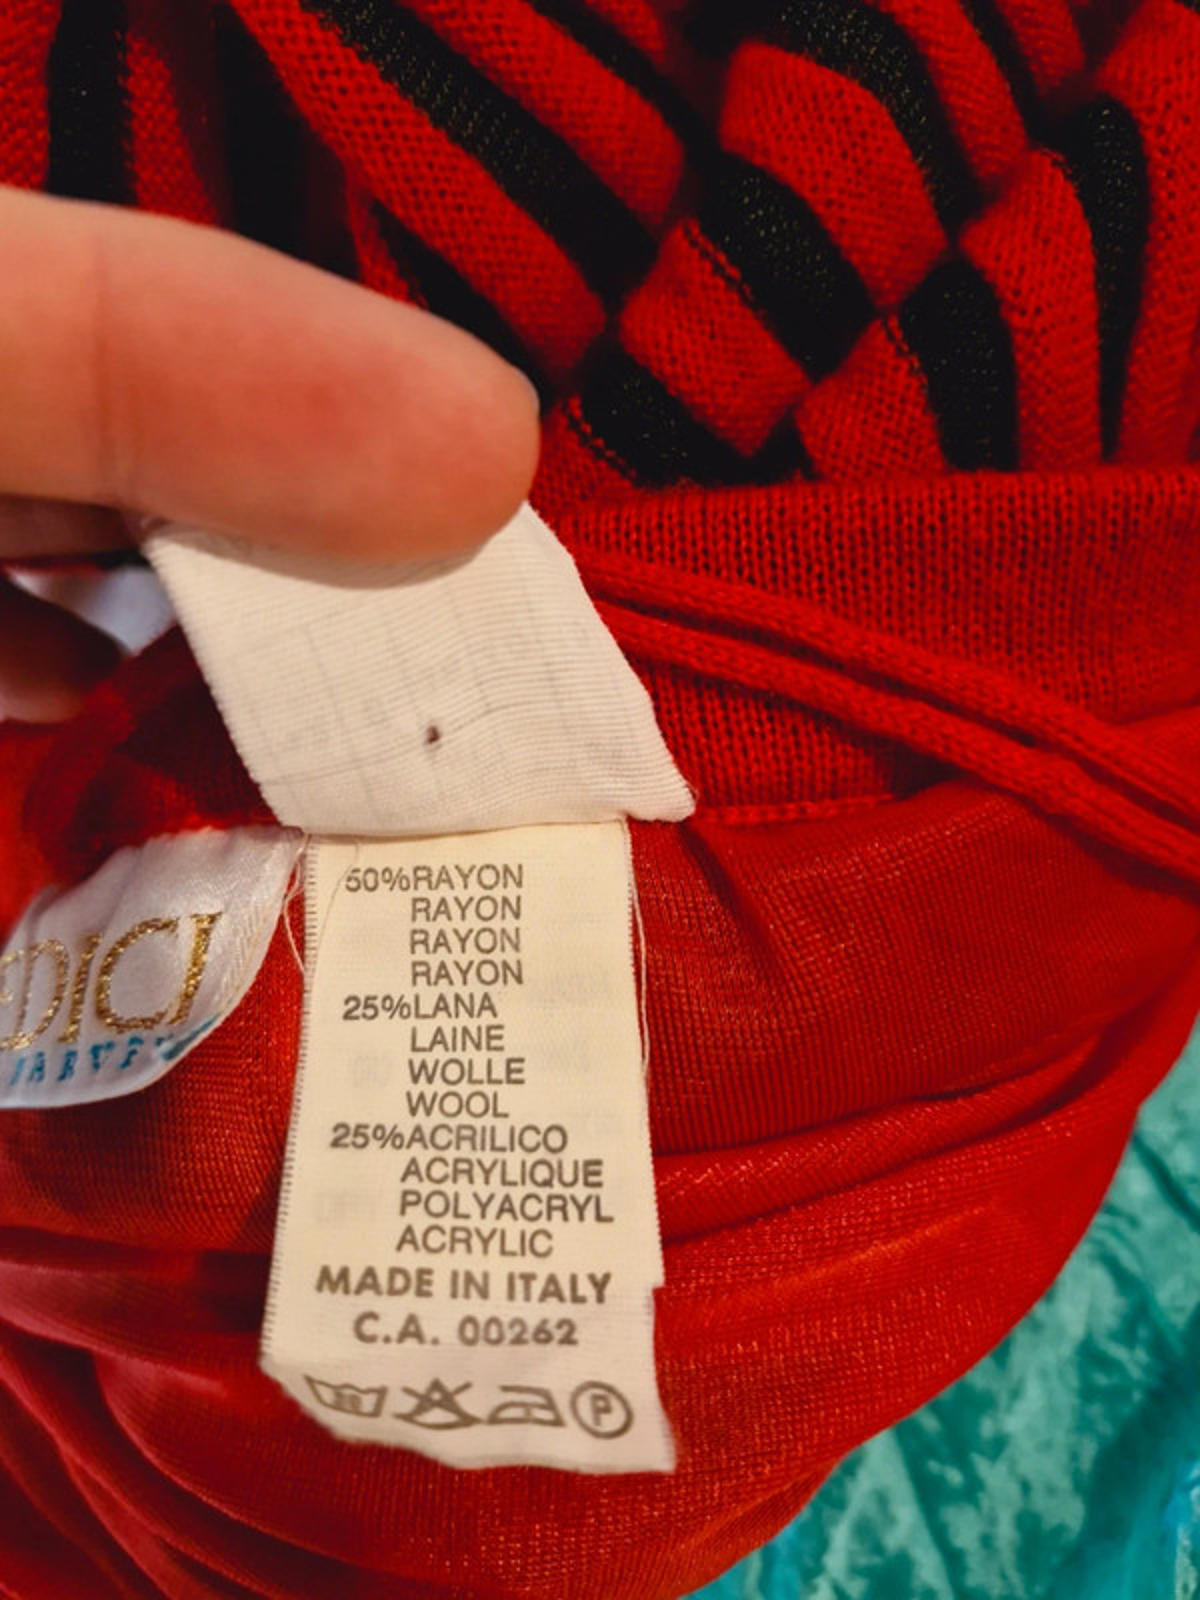 DICI
50%RAYON
RAYON
RAYON
RAYON
25%LANA
LAINE
WOLLE
WOOL
25%ACRILICO
ACRYLIQUE
POLYACRYL
ACRYLIC
MADE IN ITALY
C.A. 00262
30
P